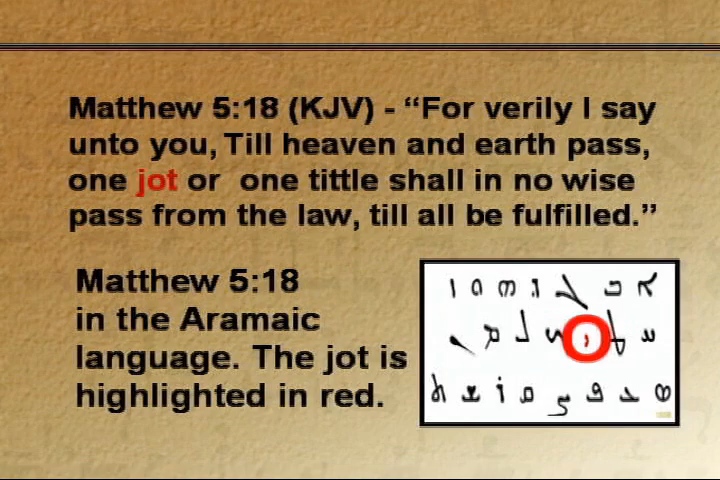 Matthew 5:18 (KJV) - “For verily I say
unto you, Till heaven and earth pass,
one jot or one tittle shall in no wise
pass from the law, till all be fulfilled.”
Matthew 5:18
in the Aramaic
language. The jot is
highlighted in red.
ܐ ܒ ܓ ܕ ܗ ܘ ܙ
ܚ ܛ ܝ ܟ ܠ ܡ ܢ
ܣ ܥ ܦ ܨ ܩ ܪ ܫ ܬ